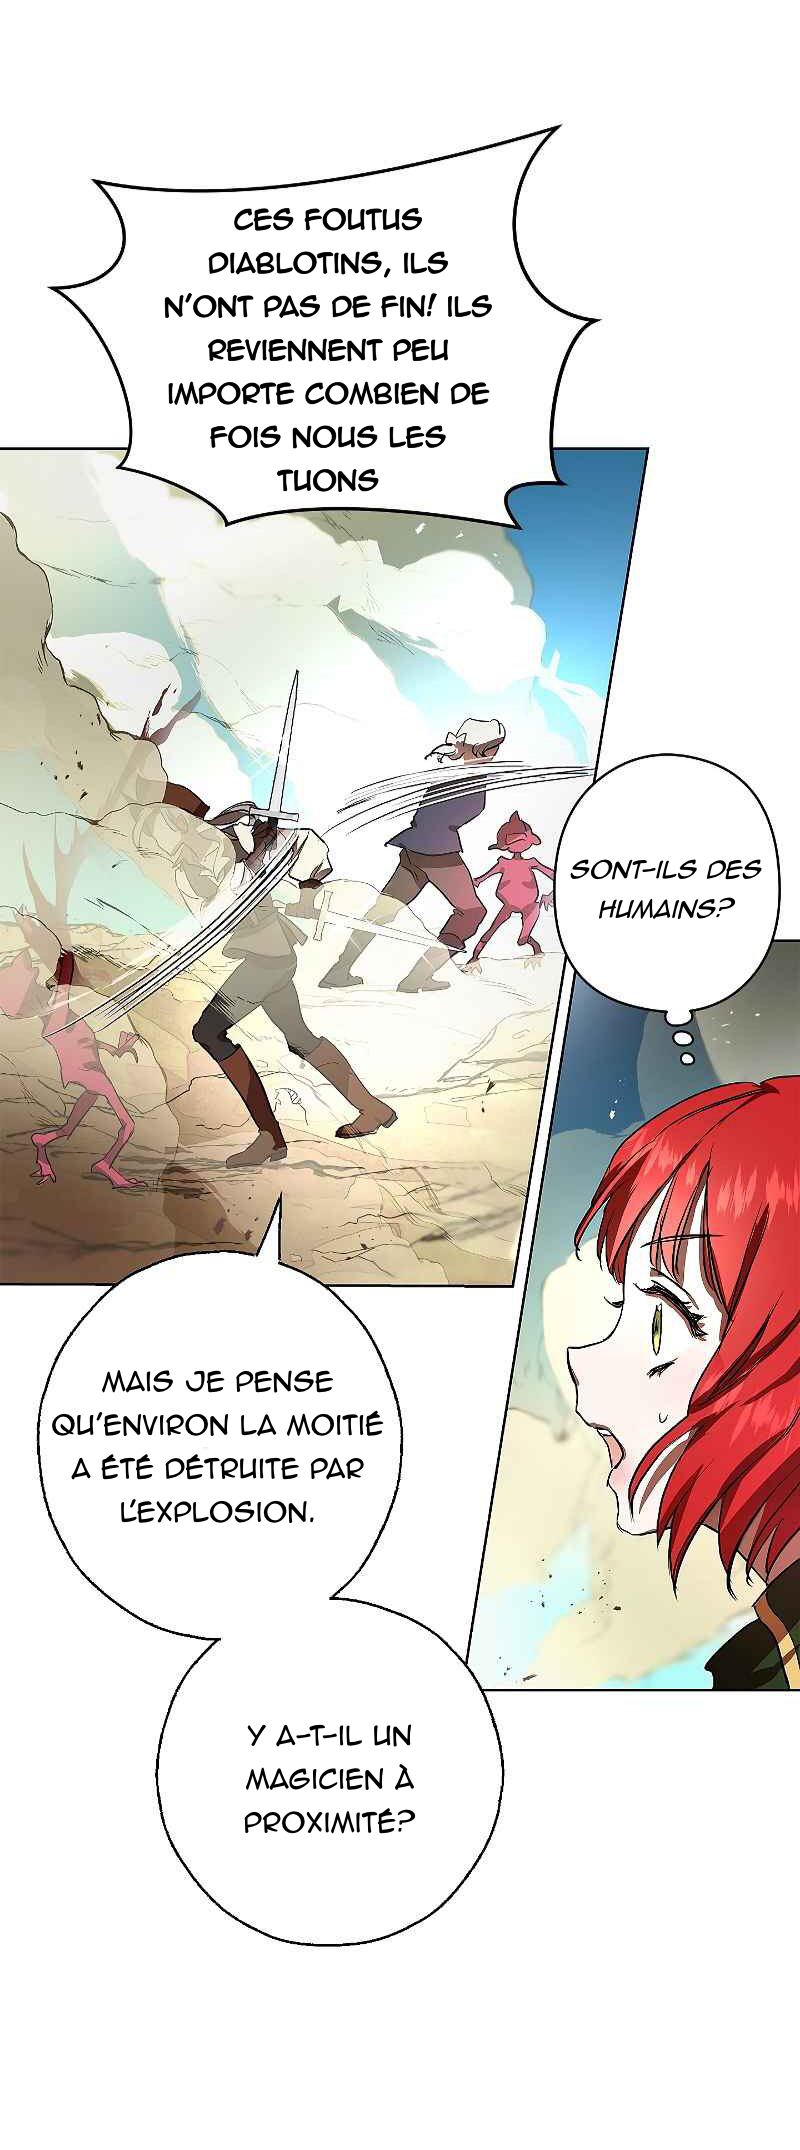 CES FOUTUS
DIABLOTINS, ILS
N'ONT PAS DE FIN! ILS
REVIENNENT PEU
IMPORTE COMBIEN DE
FOIS NOUS LES
TUONS
SONT-ILS DES
HUMAINS?
MAIS JE PENSE
QU'ENVIRON LA MOITIÉ
A ÉTÉ DÉTRUITE PAR
L'EXPLOSION.
Y A-T-IL UN
MAGICIEN À
PROXIMITÉ?